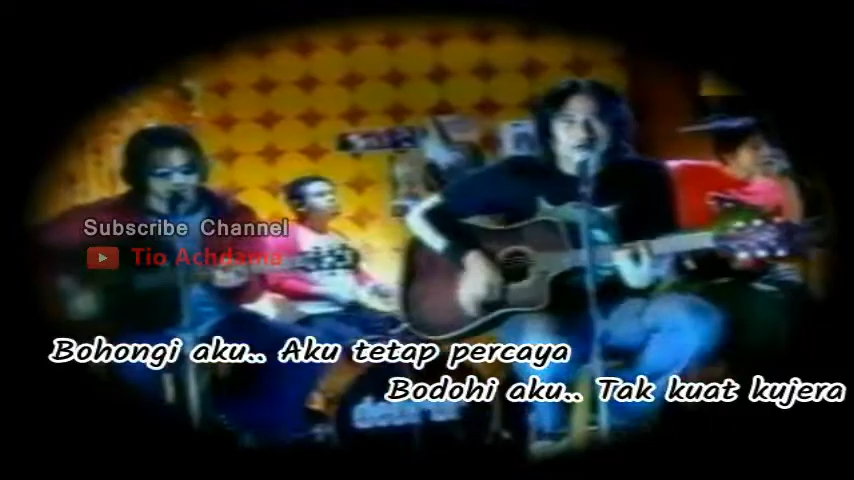 Subscribe Channel
Tio Achdama
Bohongi aku.. Aku tetap percaya
Bodohi aku.. Tak kuat kujera